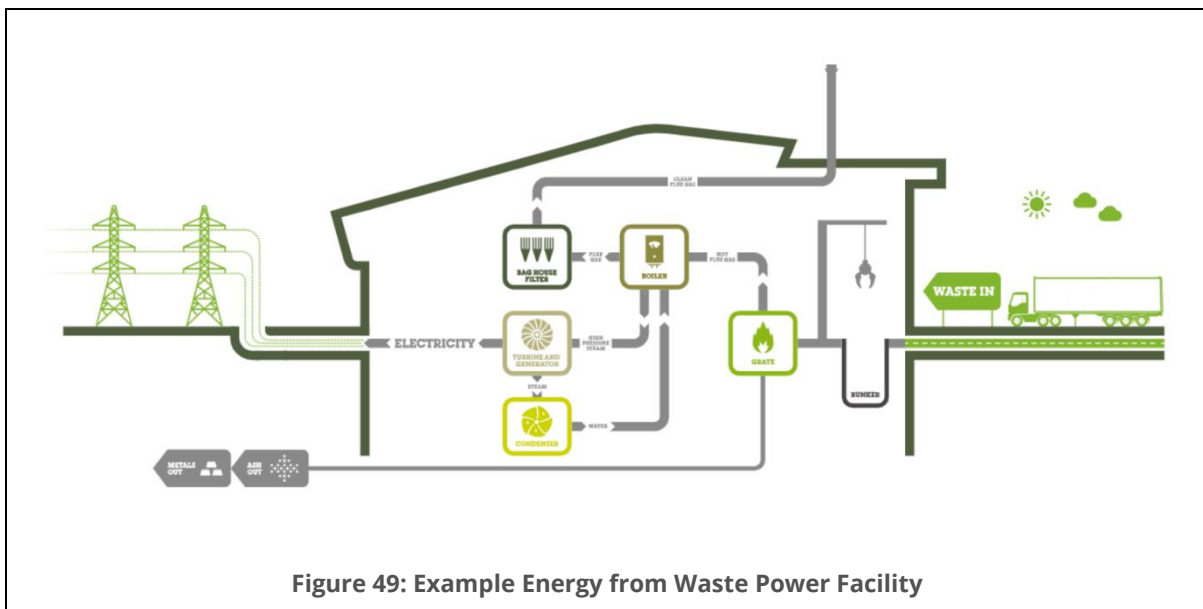 CLEAN
FLUE GAS
BAG HOUSE
FILTER
FLUE
GAS
BOILER
HOT
FLUE GAS
WASTE IN
ELECTRICITY
TURBINE AND
GENERATOR
HIGH
PRESSURE
STEAM
GRATE
BUNKER
STEAM
CONDENSER
WATER
METALS
OUT
ASH
OUT
Figure 49: Example Energy from Waste Power Facility